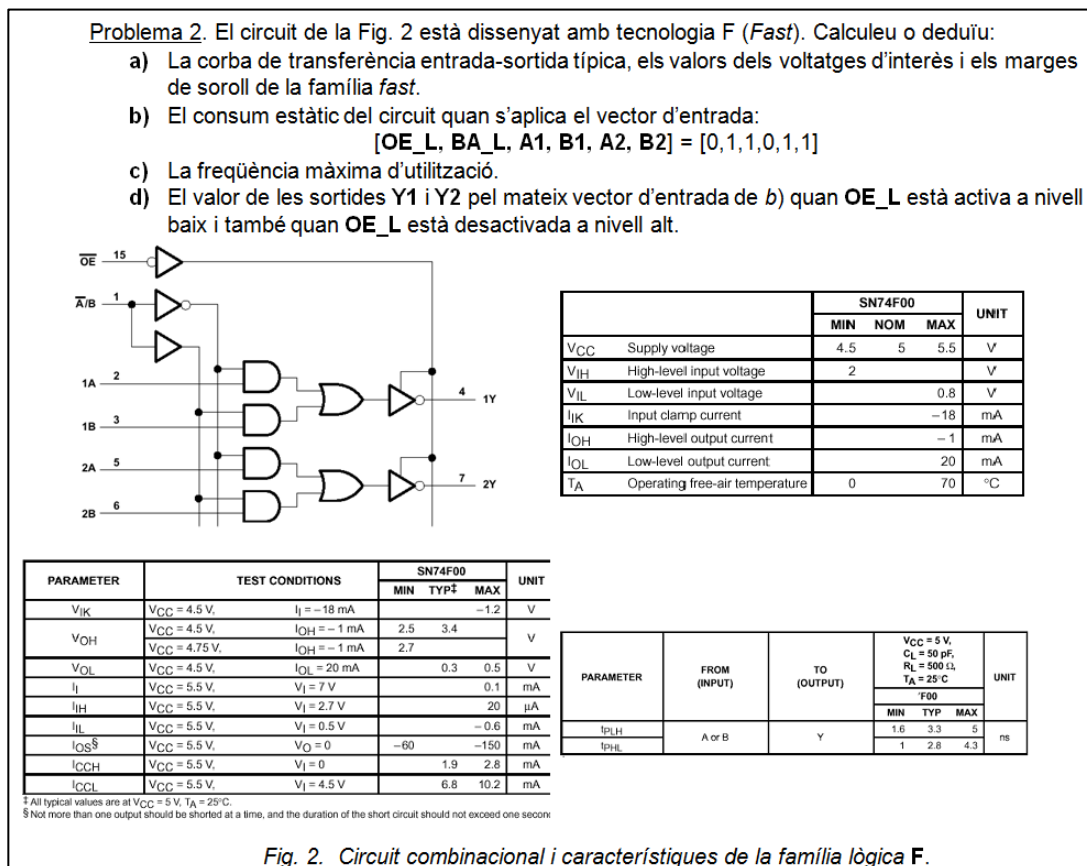 Problema 2. El circuit de la Fig. 2 està dissenyat amb tecnologia F (Fast). Calculeu o deduïu:
a) La corba de transferència entrada-sortida típica, els valors dels voltatges d'interès i els marges
de soroll de la família fast.
b) El consum estàtic del circuit quan s'aplica el vector d'entrada:
[OE_L, BA_L, A1, B1, A2, B2] = [0,1,1,0,1,1]
c) La freqüència màxima d'utilització.
d) El valor de les sortides Y1 i Y2 pel mateix vector d'entrada de b) quan OE_L està activa a nivell
baix i també quan OE_L està desactivada a nivell alt.
OE 15
A/B 1
1A 2
4 1Y
1B 3
2A 5
7 2Y
2B 6
SN74F00 UNIT
MIN NOM MAX
VCC Supply voltage 4.5 5 5.5 V
VIH High-level input voltage 2 V
VIL Low-level input voltage 0.8 V
IIK Input clamp current −18 mA
IOH High-level output current −1 mA
IOL Low-level output current 20 mA
TA Operating free-air temperature 0 70 °C
PARAMETER TEST CONDITIONS SN74F00 UNIT
MIN TYP‡ MAX
VIK VCC = 4.5 V, II = −18 mA −1.2 V
VOH VCC = 4.5 V, IOH = −1 mA 2.5 3.4 V
VCC = 4.75 V, IOH = −1 mA 2.7
VOL VCC = 4.5 V, IOL = 20 mA 0.3 0.5 V
II VCC = 5.5 V, VI = 7 V 0.1 mA
IIH VCC = 5.5 V, VI = 2.7 V 20 µA
IIL VCC = 5.5 V, VI = 0.5 V −0.6 mA
IOS§ VCC = 5.5 V, VO = 0 −60 −150 mA
ICCH VCC = 5.5 V, VI = 0 1.9 2.8 mA
ICCL VCC = 5.5 V, VI = 4.5 V 6.8 10.2 mA
‡ All typical values are at VCC = 5 V, TA = 25°C.
§ Not more than one output should be shorted at a time, and the duration of the short circuit should not exceed one secon
PARAMETER FROM (INPUT) TO (OUTPUT) VCC = 5 V, CL = 50 pF, RL = 500 Ω, TA = 25°C UNIT
'F00
MIN TYP MAX
tPLH A or B Y 1.6 3.3 5 ns
tPHL 1 2.8 4.3
Fig. 2. Circuit combinacional i característiques de la família lògica F.